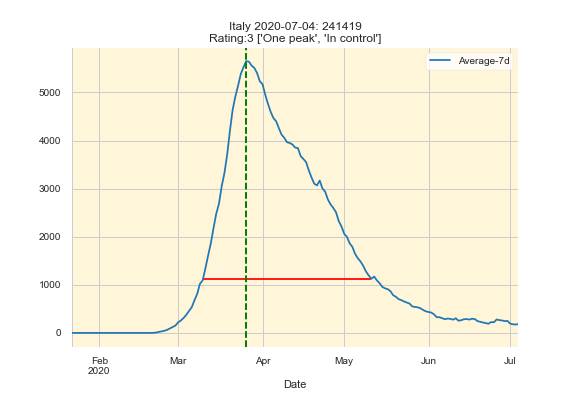 Italy 2020-07-04: 241419
Rating:3 ['One peak', 'In control']
Average-7d
5000
4000
3000
2000
1000
0
Feb Mar Apr May Jun Jul
2020
Date